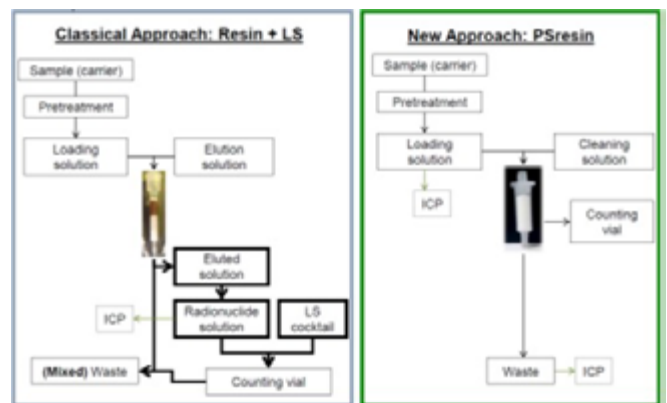 Classical Approach: Resin + LS
Sample (carrier)
Pretreatment
Loading
solution
Elution
solution
Eluted
solution
ICP
Radionuclide
solution
LS
cocktail
(Mixed) Waste
Counting vial
New Approach: PSresin
Sample (carrier)
Pretreatment
Loading
solution
Cleaning
solution
ICP
Counting
vial
Waste
ICP